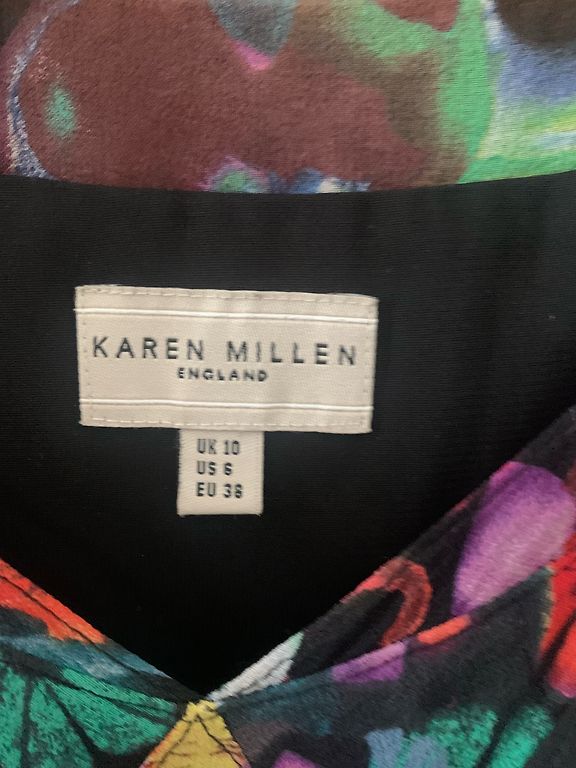 KAREN MILLEN
ENGLAND
UK 10
US 6
EU 38